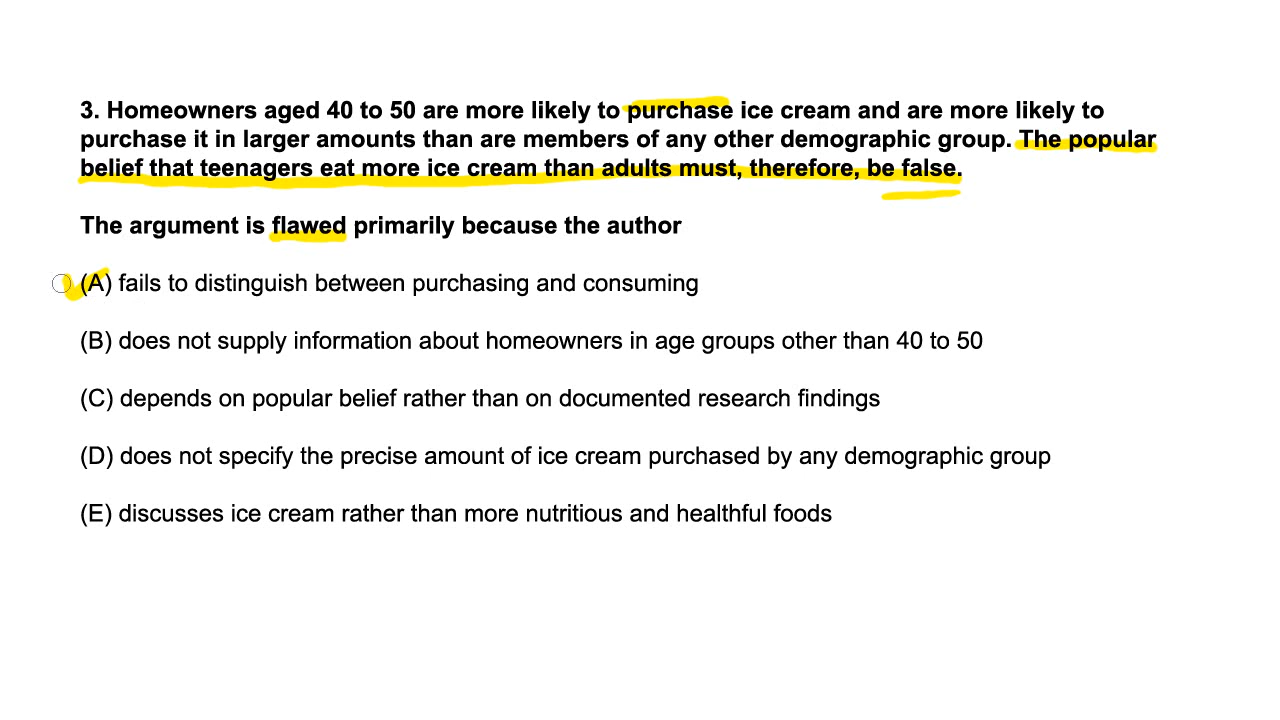 3. Homeowners aged 40 to 50 are more likely to purchase ice cream and are more likely to
purchase it in larger amounts than are members of any other demographic group. The popular
belief that teenagers eat more ice cream than adults must, therefore, be false.
The argument is flawed primarily because the author
(A) fails to distinguish between purchasing and consuming
(B) does not supply information about homeowners in age groups other than 40 to 50
(C) depends on popular belief rather than on documented research findings
(D) does not specify the precise amount of ice cream purchased by any demographic group
(E) discusses ice cream rather than more nutritious and healthful foods